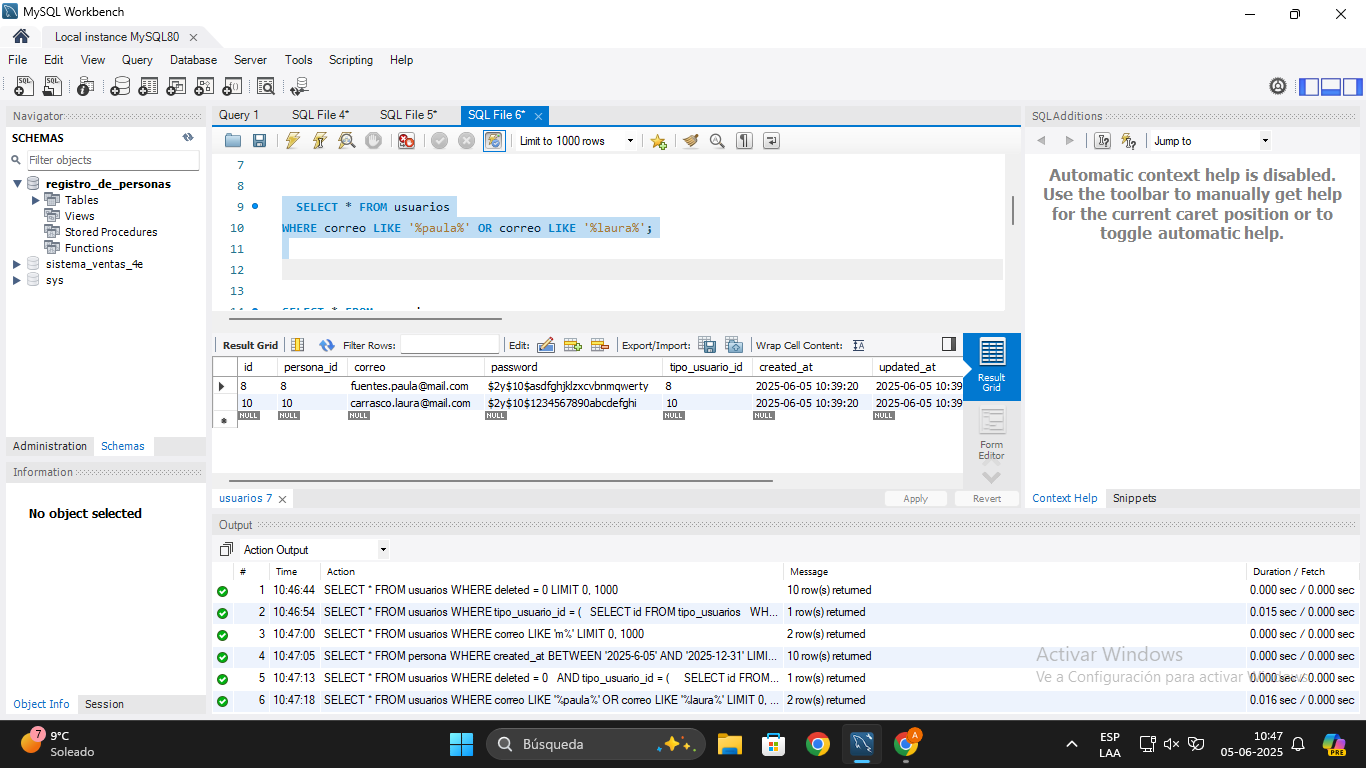 MySQL Workbench
Local instance MySQL80
File Edit View Query Database Server Tools Scripting Help
Navigator
SCHEMAS
Filter objects
registro_de_personas
Tables
Views
Stored Procedures
Functions
sistema_ventas_4e
sys
Administration Schemas
Information
No object selected
Object Info Session
Query 1 SQL File 4* SQL File 5* SQL File 6*
Limit to 1000 rows
7
8
9 SELECT * FROM usuarios
10 WHERE correo LIKE '%paula%' OR correo LIKE '%laura%';
11
12
13
Result Grid Filter Rows: Edit: Export/Import: Wrap Cell Content:
id persona_id correo password tipo_usuario_id created_at updated_at
8 8 fuentes.paula@mail.com $2y$10$asdfghjklzxcvbnmqwerty 8 2025-06-05 10:39:20 2025-06-05 10:39
10 10 carrasco.laura@mail.com $2y$10$1234567890abcdefghi 10 2025-06-05 10:39:20 2025-06-05 10:39
NULL NULL NULL NULL NULL NULL NULL
Result Grid
Form Editor
usuarios 7
Apply Revert
SQLAdditions
Jump to
Automatic context help is disabled.
Use the toolbar to manually get help
for the current caret position or to
toggle automatic help.
Context Help Snippets
Output
Action Output
# Time Action Message Duration / Fetch
1 10:46:44 SELECT * FROM usuarios WHERE deleted = 0 LIMIT 0, 1000 10 row(s) returned 0.000 sec / 0.000 sec
2 10:46:54 SELECT * FROM usuarios WHERE tipo_usuario_id = ( SELECT id FROM tipo_usuarios WH... 1 row(s) returned 0.015 sec / 0.000 sec
3 10:47:00 SELECT * FROM usuarios WHERE correo LIKE 'm%' LIMIT 0, 1000 2 row(s) returned 0.000 sec / 0.000 sec
4 10:47:05 SELECT * FROM persona WHERE created_at BETWEEN '2025-6-05' AND '2025-12-31' LIMI... 10 row(s) returned 0.000 sec / 0.000 sec
5 10:47:13 SELECT * FROM usuarios WHERE deleted = 0 AND tipo_usuario_id = ( SELECT id FROM... 1 row(s) returned 0.000 sec / 0.000 sec
6 10:47:18 SELECT * FROM usuarios WHERE correo LIKE '%paula%' OR correo LIKE '%laura%' LIMIT 0, ... 2 row(s) returned 0.016 sec / 0.000 sec
Activar Windows
Ve a Configuración para activar Windows.
7
9°C
Soleado
Búsqueda
A
ESP
LAA
10:47
05-06-2025
PRE